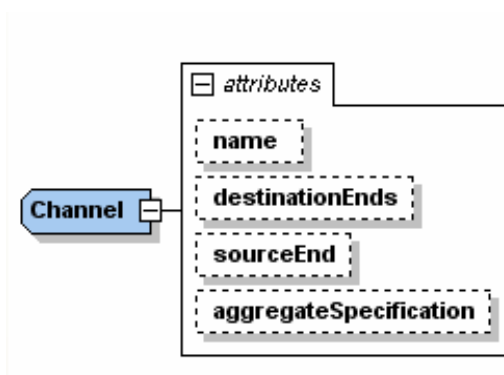 attributes
name
destinationEnds
Channel
sourceEnd
aggregateSpecification